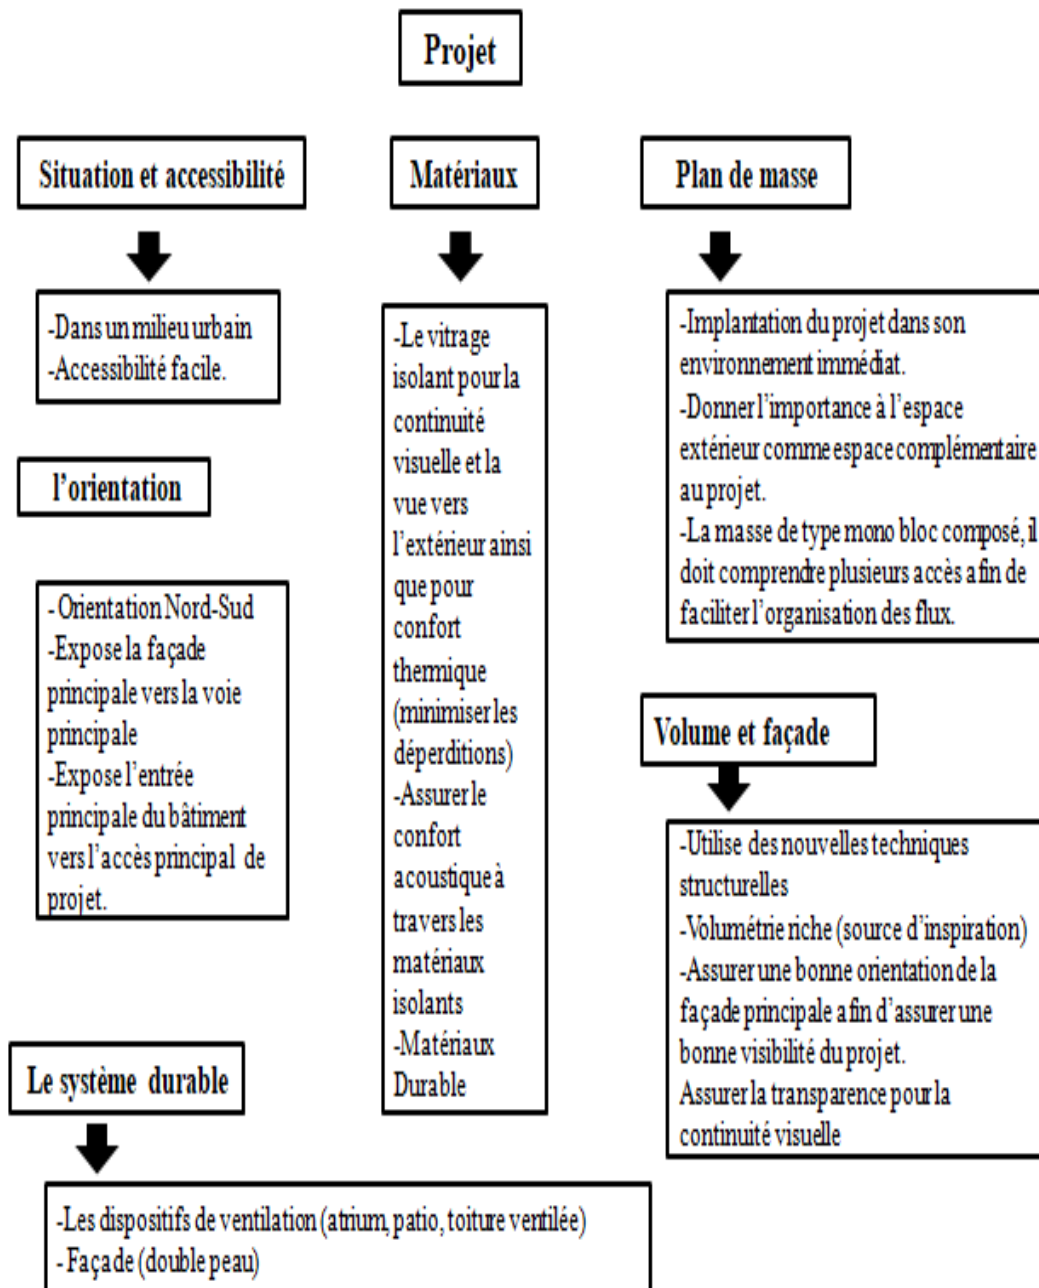 Projet
Situation et accessibilité
-Dans un milieu urbain
-Accessibilité facile.
l'orientation
- Orientation Nord-Sud
-Expose la façade
principale vers la voie
principale
-Expose l'entrée
principale du bâtiment
vers l'accès principal de
projet.
Matériaux
-Le vitrage
isolant pour la
continuité
visuelle et la
vue vers
l'extérieur ainsi
que pour
confort
thermique
(minimiser les
déperditions)
-Assurer le
confort
acoustique à
travers les
matériaux
isolants
-Matériaux
Durable
Plan de masse
-Implantation du projet dans son
environnement immédiat.
-Donner l'importance à l'espace
extérieur comme espace complémentaire
au projet.
-La masse de type mono bloc composé, il
doit comprendre plusieurs accès afin de
faciliter l'organisation des flux.
Volume et façade
-Utilise des nouvelles techniques
structurelles
-Volumétrie riche (source d'inspiration)
-Assurer une bonne orientation de la
façade principale afin d'assurer une
bonne visibilité du projet.
Assurer la transparence pour la
continuité visuelle
Le système durable
-Les dispositifs de ventilation (atrium, patio, toiture ventilée)
- Façade (double peau)